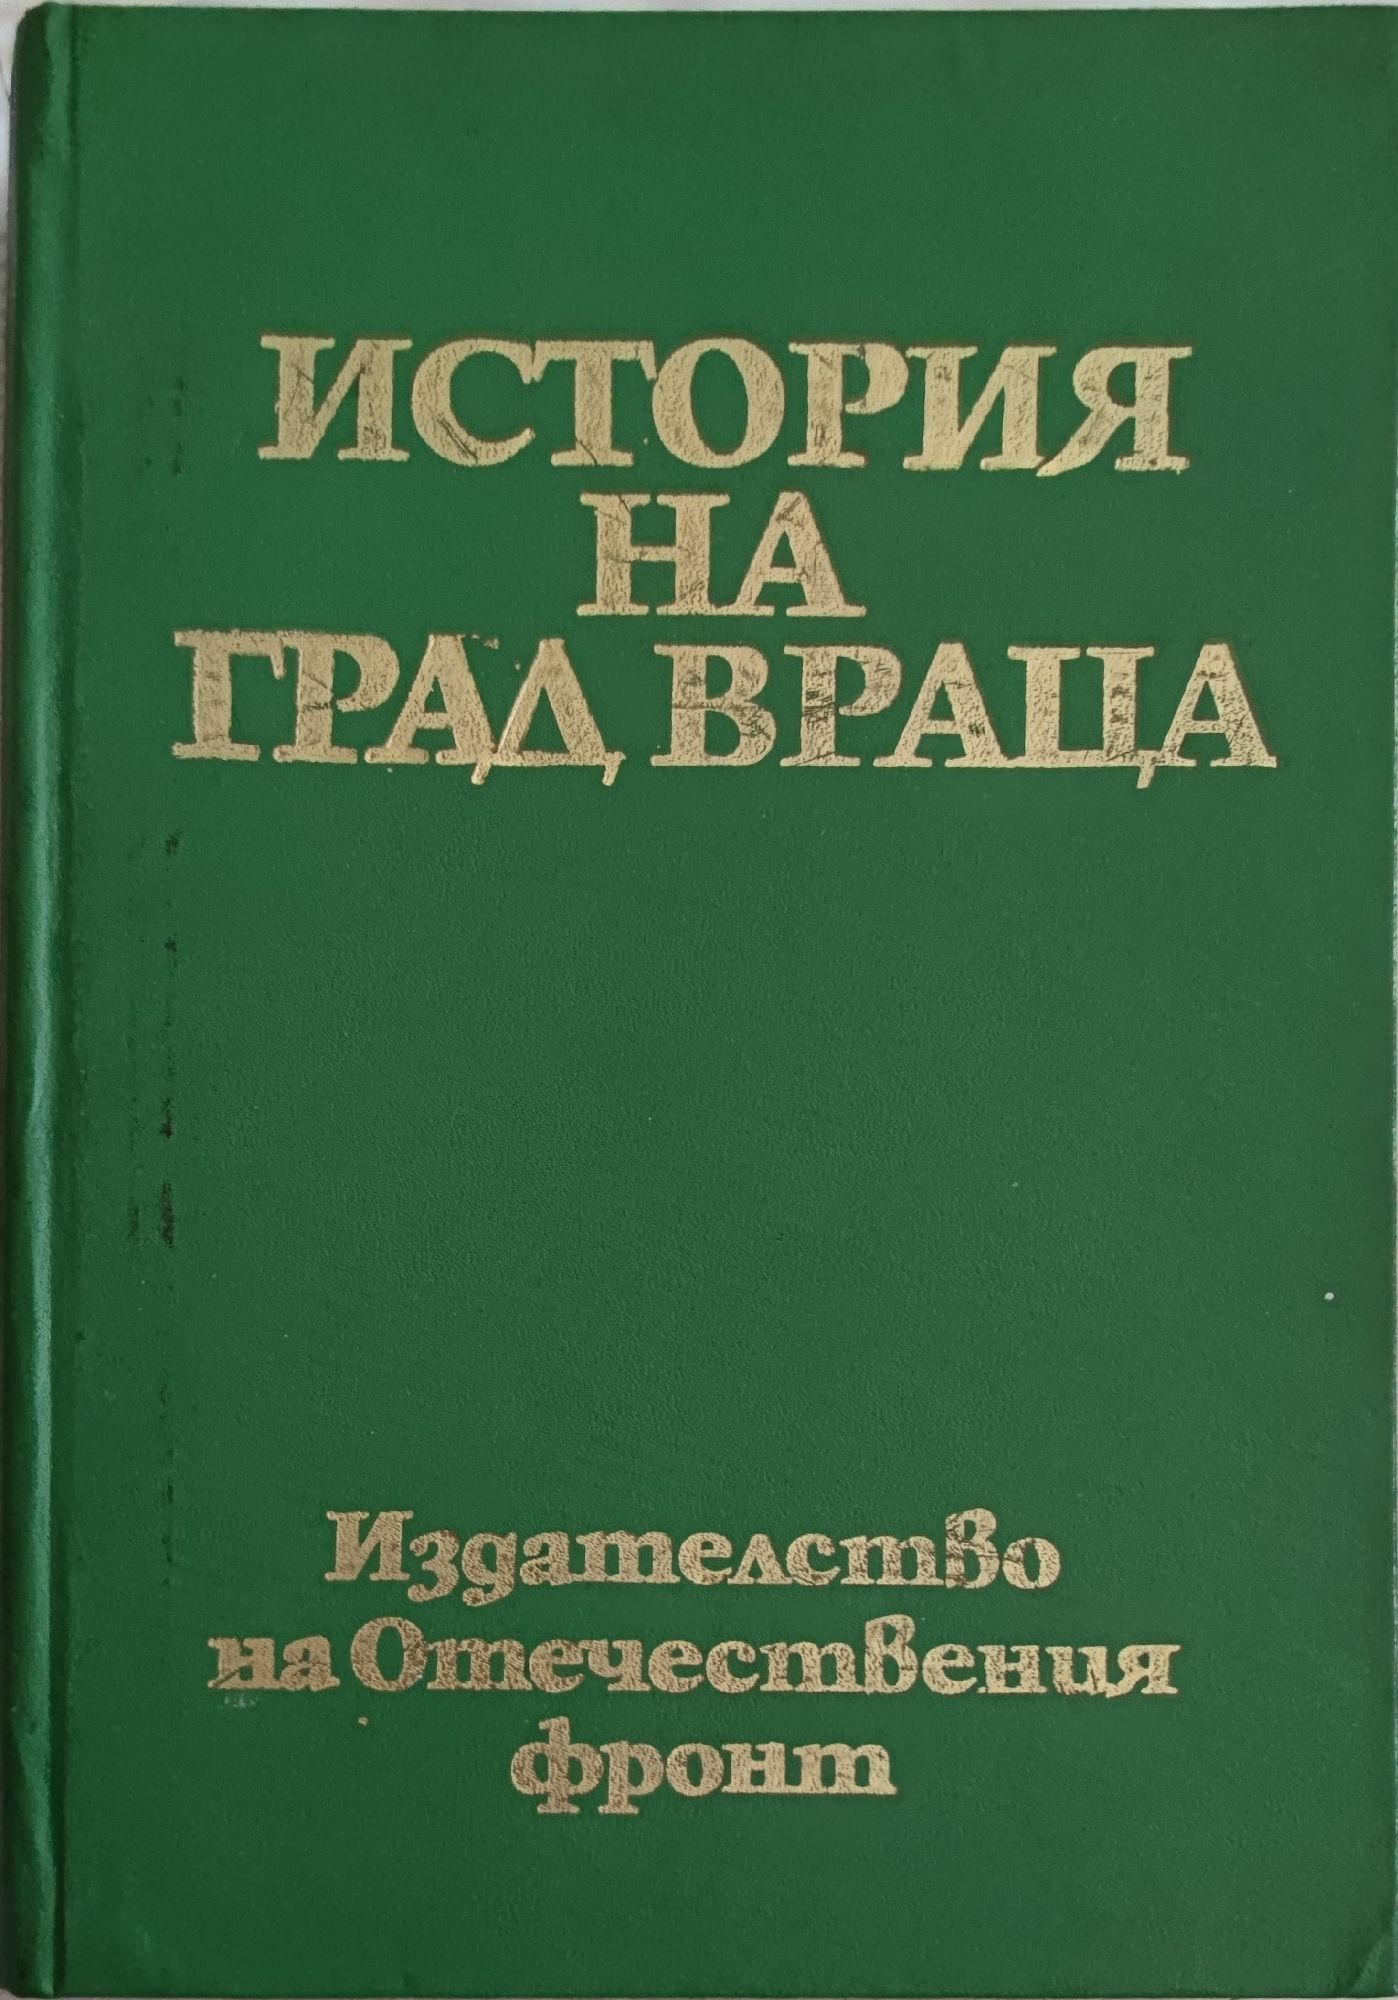 ИСТОРИЯ
НА
ГРАД ВРАЦА
Издателство
на Отечествения
фронт